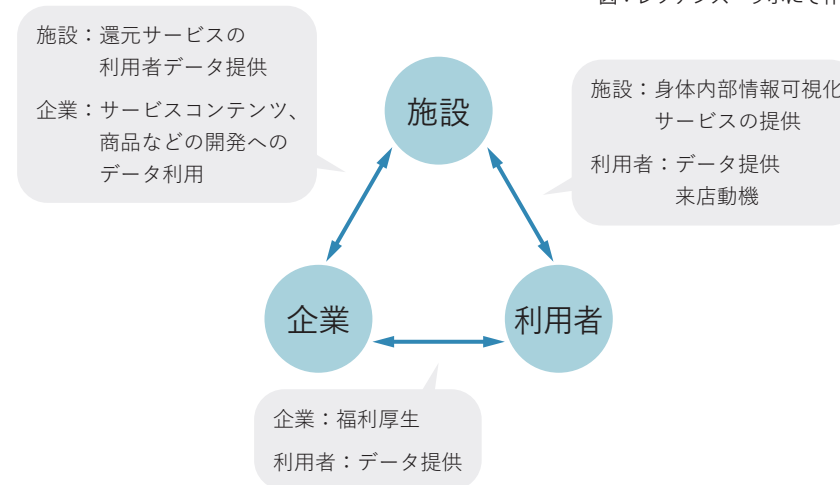 施設：還元サービスの
利用者データ提供
企業：サービスコンテンツ、
商品などの開発への
データ利用
施設
施設：身体内部情報可視化
サービスの提供
利用者：データ提供
来店動機
企業
利用者
企業：福利厚生
利用者：データ提供